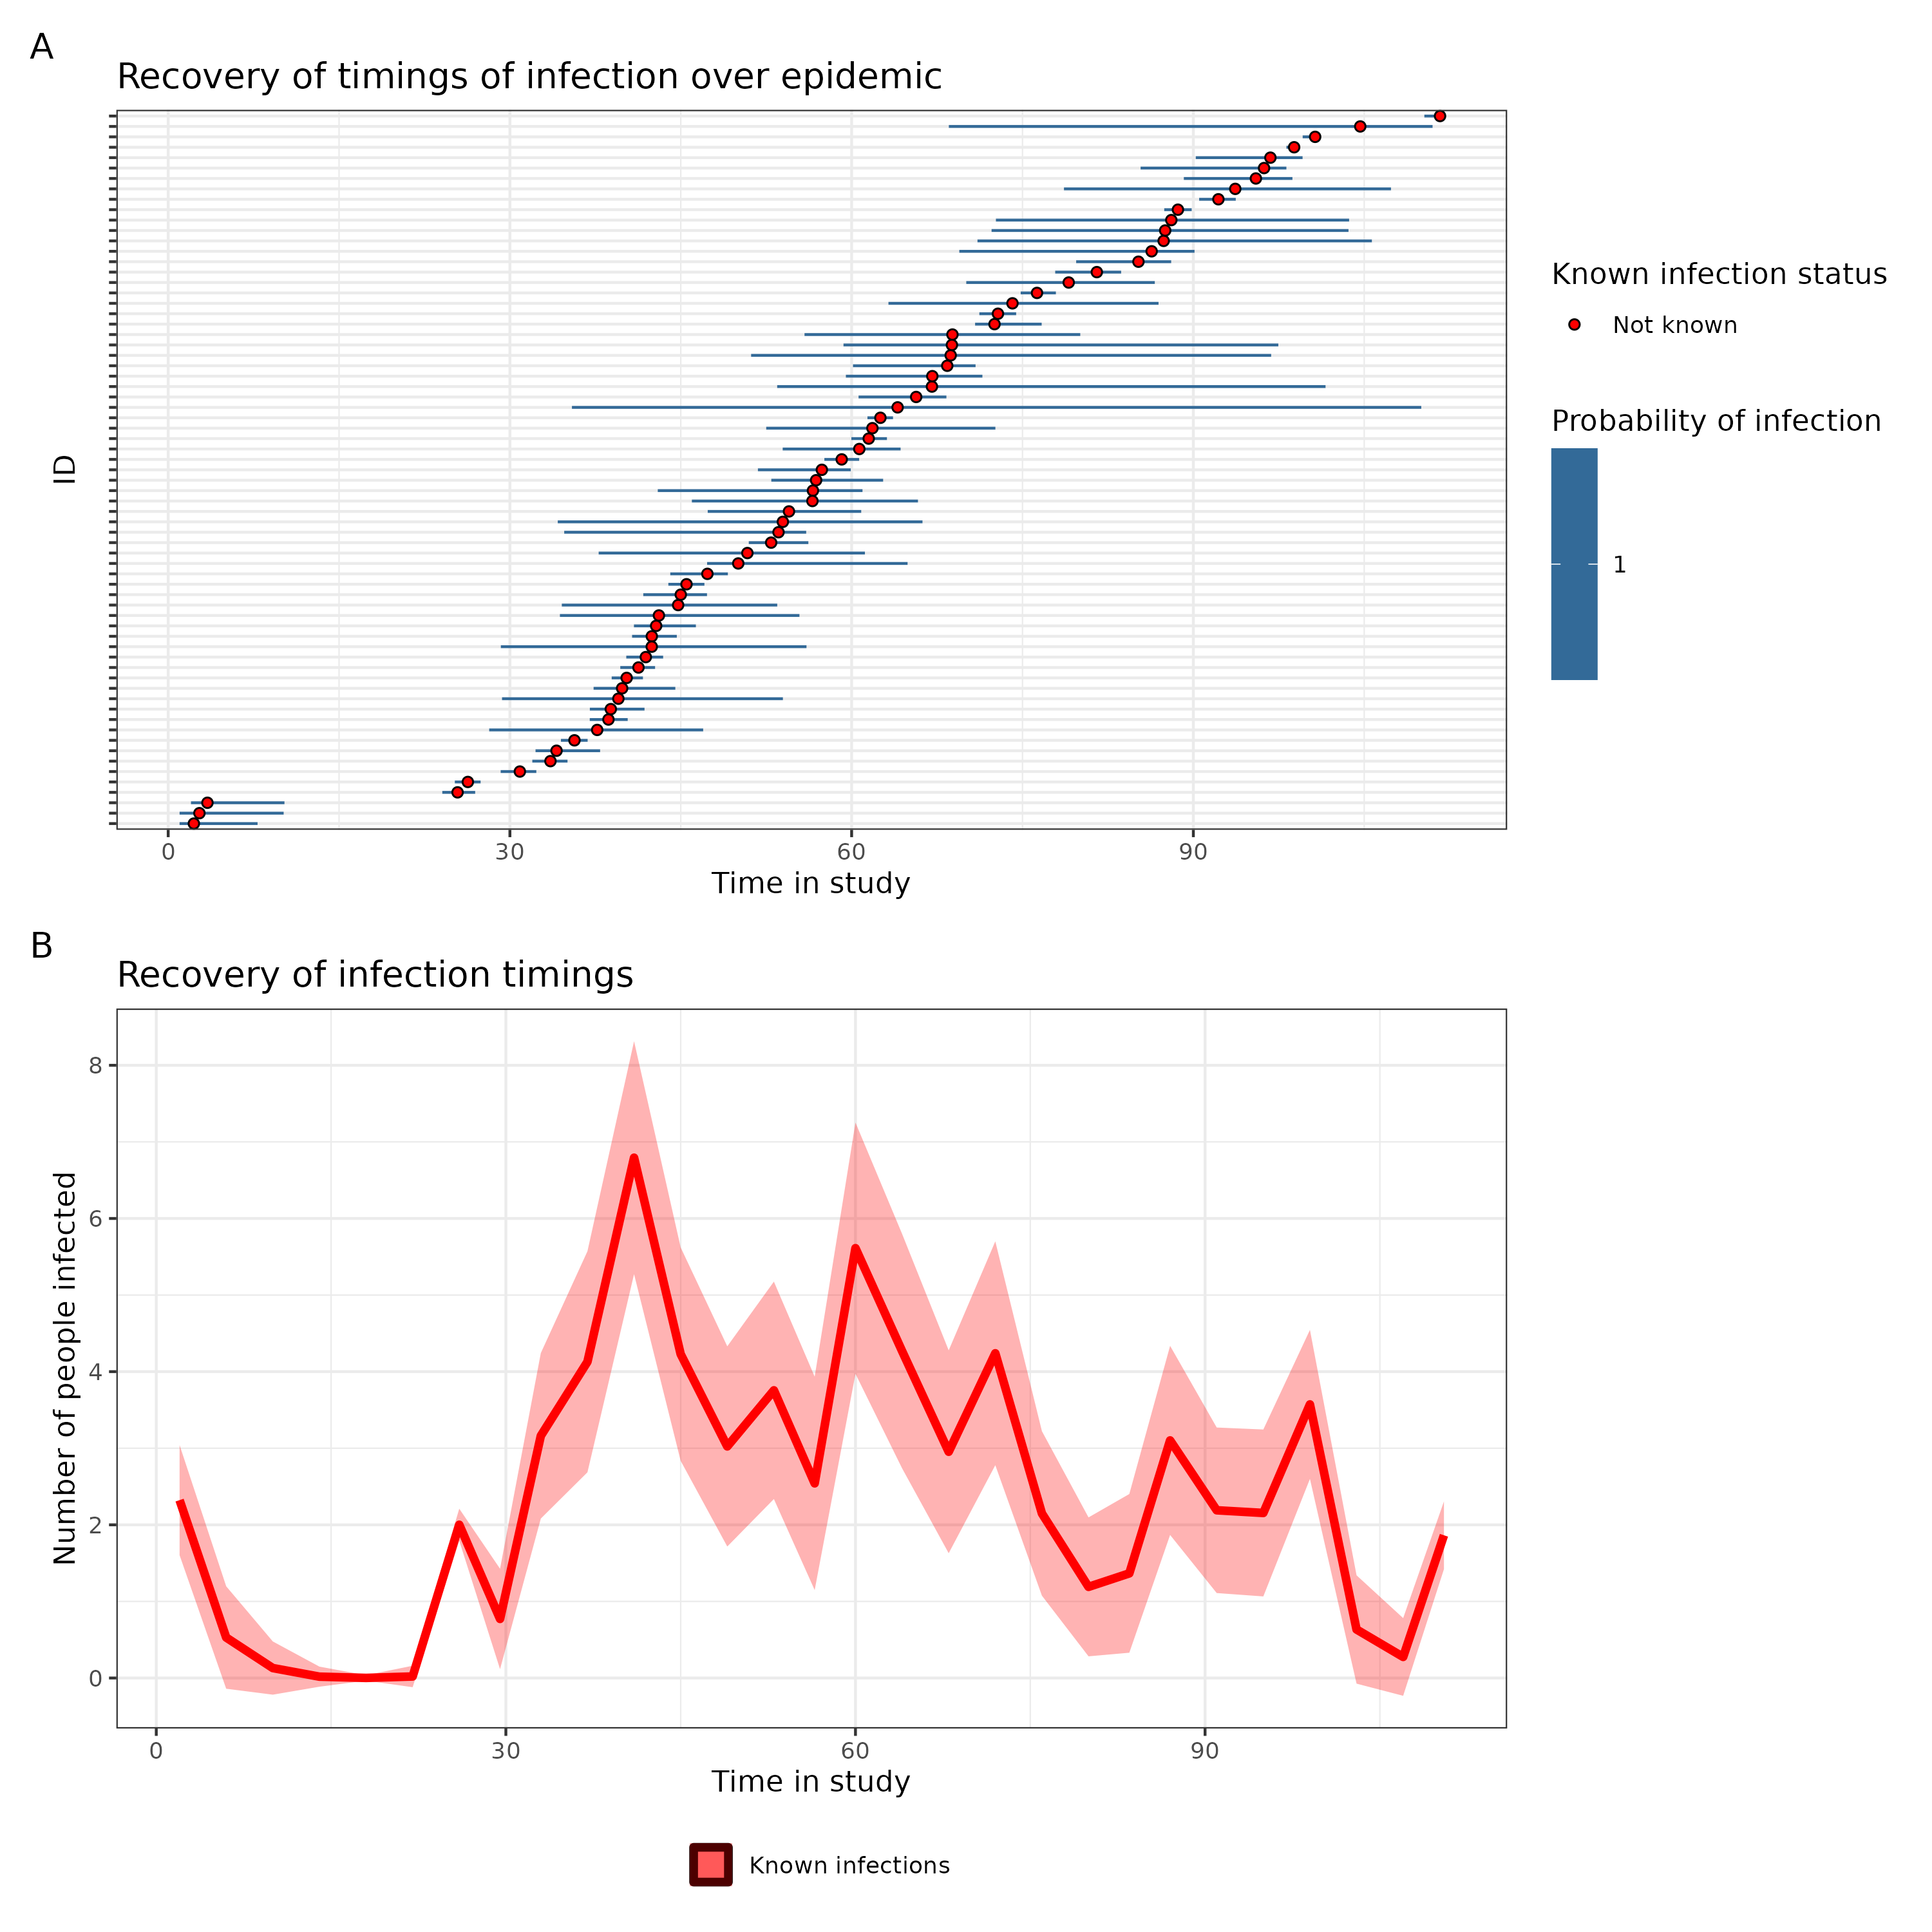 A
Recovery of timings of infection over epidemic
ID
0 30 60 90
Time in study
Known infection status
Not known
Probability of infection
1
B
Recovery of infection timings
Number of people infected
8
6
4
2
0
0 30 60 90
Time in study
Known infections